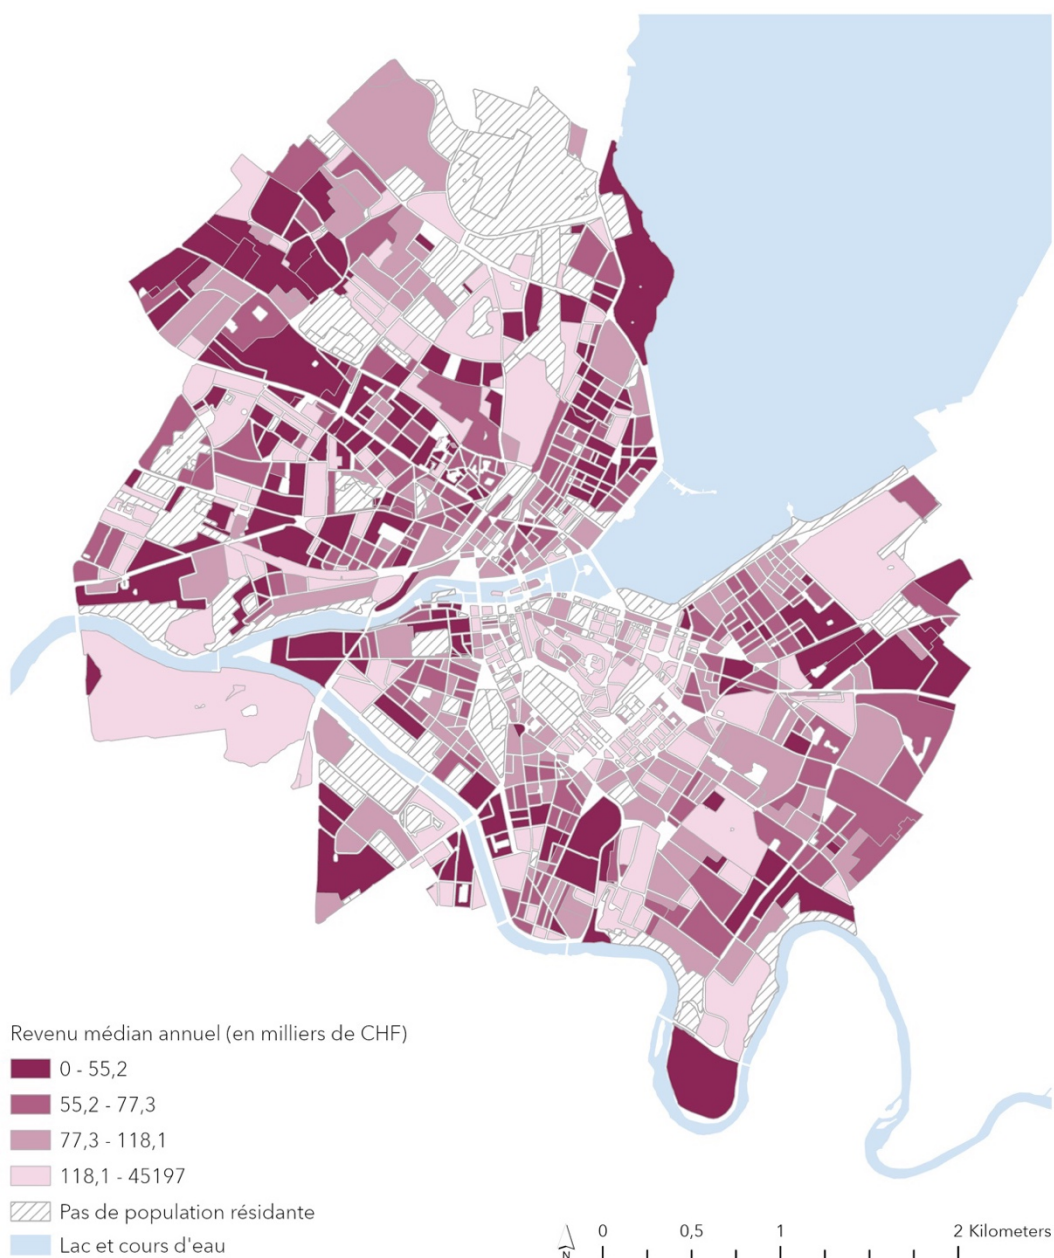 Revenu médian annuel (en milliers de CHF)
0 - 55,2
55,2 - 77,3
77,3 - 118,1
118,1 - 45197
Pas de population résidante
Lac et cours d'eau
N
0 0,5 1 2 Kilometers